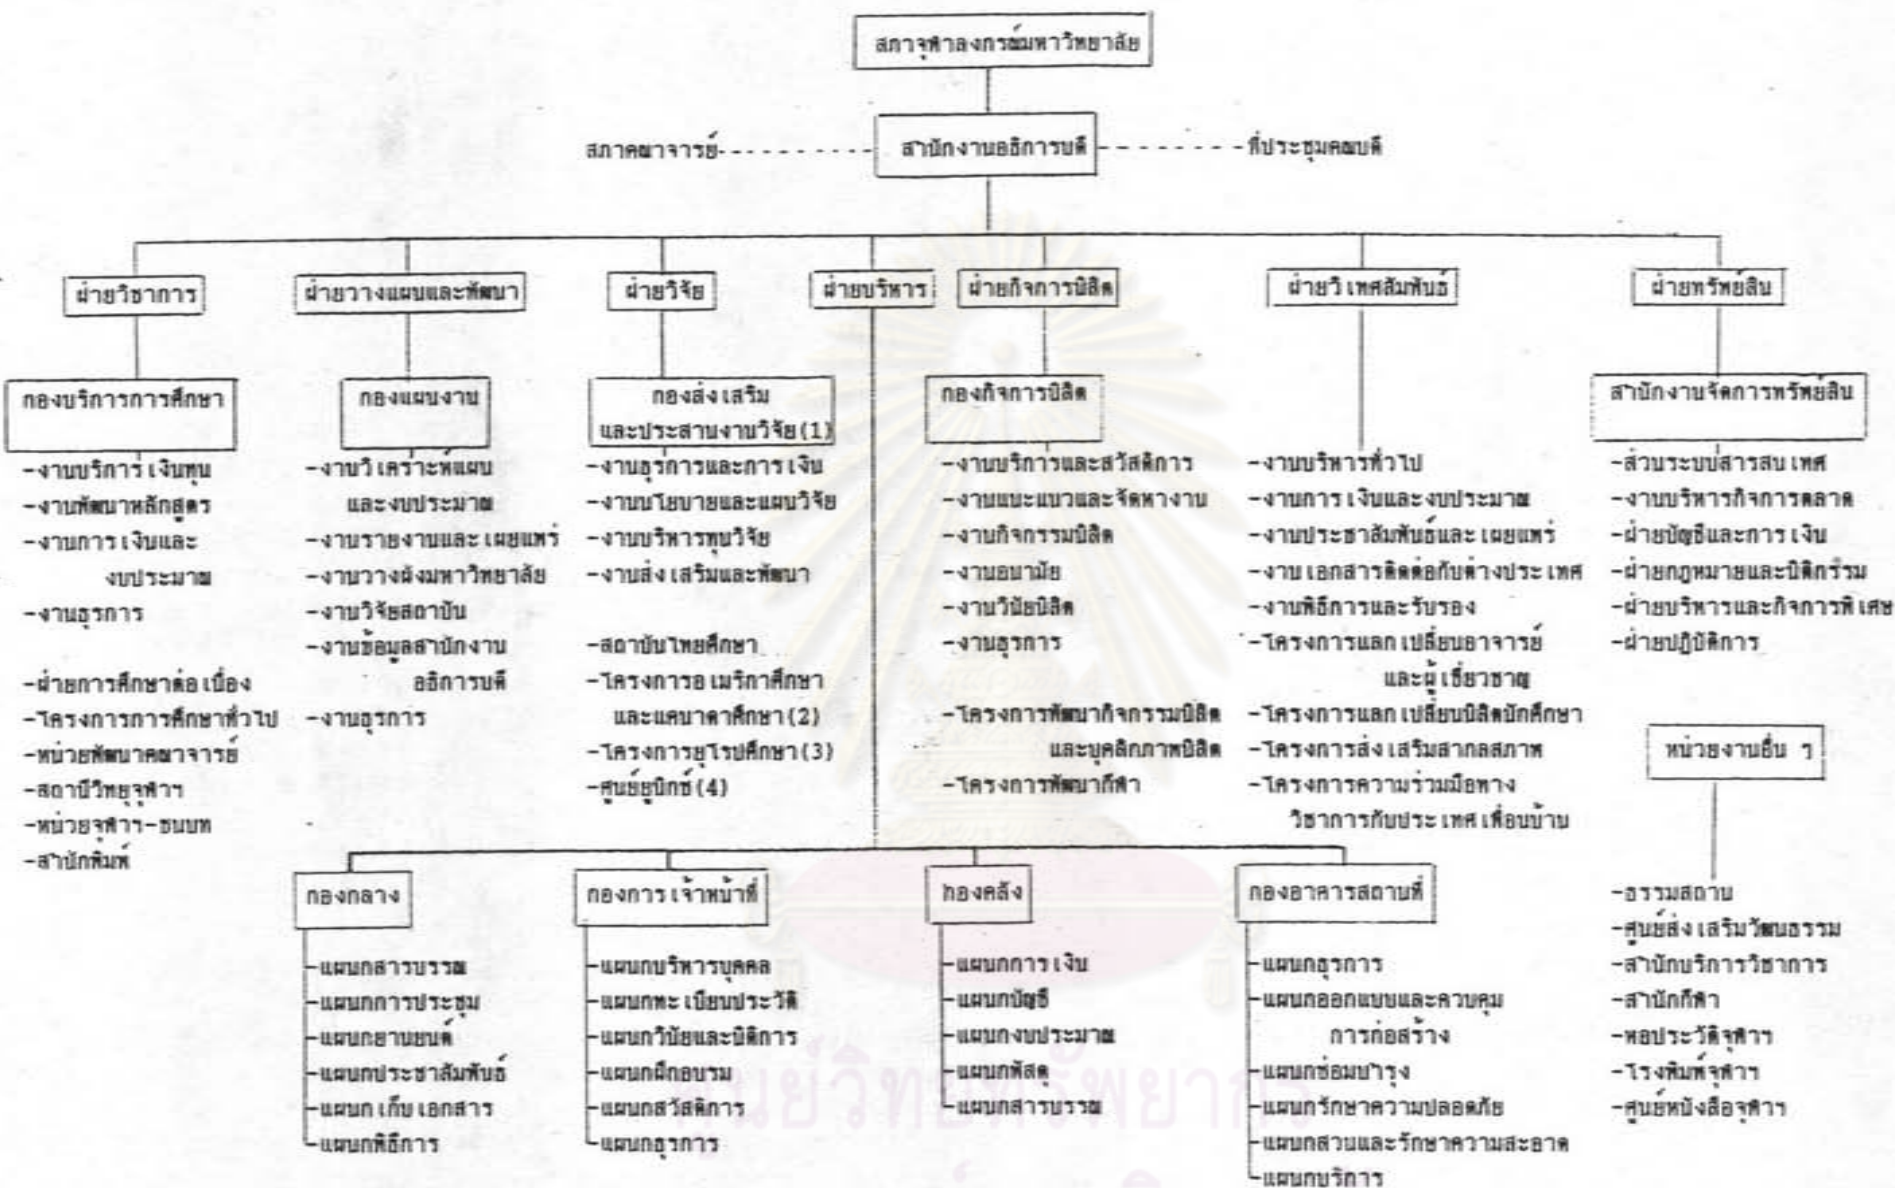 สภาจุฬาลงกรณ์มหาวิทยาลัย
สภาคณาจารย์
สำนักงานอธิการบดี
ที่ประชุมคณบดี
ฝ่ายวิชาการ
ฝ่ายวางแผนและพัฒนา
ฝ่ายวิจัย
ฝ่ายบริหาร
ฝ่ายกิจการนิสิต
ฝ่ายวิเทศสัมพันธ์
ฝ่ายทรัพย์สิน
กองบริการการศึกษา
-งานบริการเงินทุน
-งานพัฒนาหลักสูตร
-งานการเงินและ
งบประมาณ
-งานธุรการ
-ฝ่ายการศึกษาต่อเนื่อง
-โครงการการศึกษาทั่วไป
-หน่วยพัฒนาคณาจารย์
-สถานีวิทยุจุฬาฯ
-หน่วยจุฬาฯ-ชนบท
-สำนักพิมพ์
กองแผนงาน
-งานวิเคราะห์แผน
และงบประมาณ
-งานรายงานและเผยแพร่
-งานวางผังมหาวิทยาลัย
-งานวิจัยสถาบัน
-งานข้อมูลสำนักงาน
อธิการบดี
-งานธุรการ
กองส่งเสริม
และประสานงานวิจัย(1)
-งานธุรการและการเงิน
-งานนโยบายและแผนวิจัย
-งานบริหารทุนวิจัย
-งานส่งเสริมและพัฒนา
-สถาบันไทยศึกษา
-โครงการอเมริกาศึกษา
และแคนาดาศึกษา(2)
-โครงการยุโรปศึกษา(3)
-ศูนย์ยูนิกซ์(4)
กองกิจการนิสิต
-งานบริการและสวัสดิการ
-งานแนะแนวและจัดหางาน
-งานกิจกรรมนิสิต
-งานอนามัย
-งานวินัยนิสิต
-งานธุรการ
-โครงการพัฒนากิจกรรมนิสิต
และบุคลิกภาพนิสิต
-โครงการพัฒนากีฬา
-งานบริหารทั่วไป
-งานการเงินและงบประมาณ
-งานประชาสัมพันธ์และเผยแพร่
-งานเอกสารติดต่อกับต่างประเทศ
-งานพิธีการและรับรอง
-โครงการแลกเปลี่ยนอาจารย์
และผู้เชี่ยวชาญ
-โครงการแลกเปลี่ยนนิสิตนักศึกษา
-โครงการส่งเสริมสากลสภาพ
-โครงการความร่วมมือทาง
วิชาการกับประเทศเพื่อนบ้าน
สำนักงานจัดการทรัพย์สิน
-ส่วนระบบสารสนเทศ
-งานบริหารกิจการตลาด
-ฝ่ายบัญชีและการเงิน
-ฝ่ายกฎหมายและนิติกรรม
-ฝ่ายบริหารและกิจการพิเศษ
-ฝ่ายปฏิบัติการ
หน่วยงานอื่น ๆ
-ธรรมสถาน
-ศูนย์ส่งเสริมวัฒนธรรม
-สำนักบริการวิชาการ
-สำนักกีฬา
-หอประวัติจุฬาฯ
-โรงพิมพ์จุฬาฯ
-ศูนย์หนังสือจุฬาฯ
กองกลาง
-แผนกสารบรรณ
-แผนกการประชุม
-แผนกยานยนต์
-แผนกประชาสัมพันธ์
-แผนกเก็บเอกสาร
-แผนกพิธีการ
กองการเจ้าหน้าที่
-แผนกบริหารบุคคล
-แผนกทะเบียนประวัติ
-แผนกวินัยและนิติการ
-แผนกฝึกอบรม
-แผนกสวัสดิการ
-แผนกธุรการ
กองคลัง
-แผนกการเงิน
-แผนกบัญชี
-แผนกงบประมาณ
-แผนกพัสดุ
-แผนกสารบรรณ
กองอาคารสถานที่
-แผนกธุรการ
-แผนกออกแบบและควบคุม
การก่อสร้าง
-แผนกซ่อมบำรุง
-แผนกรักษาความปลอดภัย
-แผนกสวนและรักษาความสะอาด
-แผนกบริการ
ศูนย์วิทยทรัพยากร